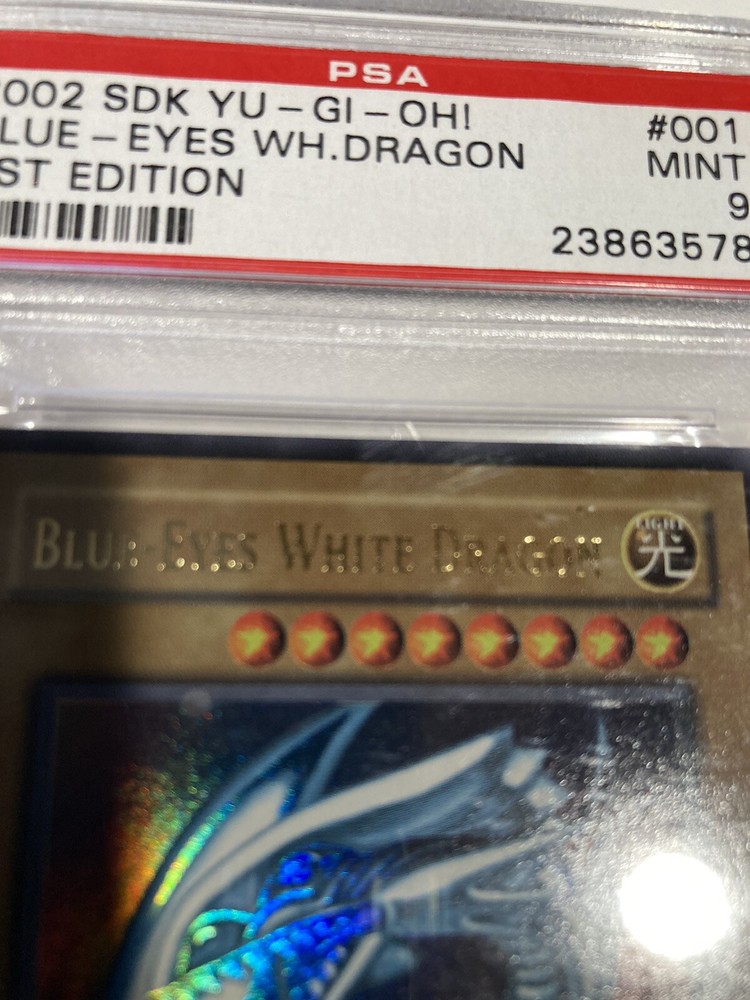 PSA
002 SDK YU-GI-OH! #001
LUE-EYES WH.DRAGON MINT
ST EDITION 9
23863578
BLUE-EYES WHITE DRAGON
LIGHT
光